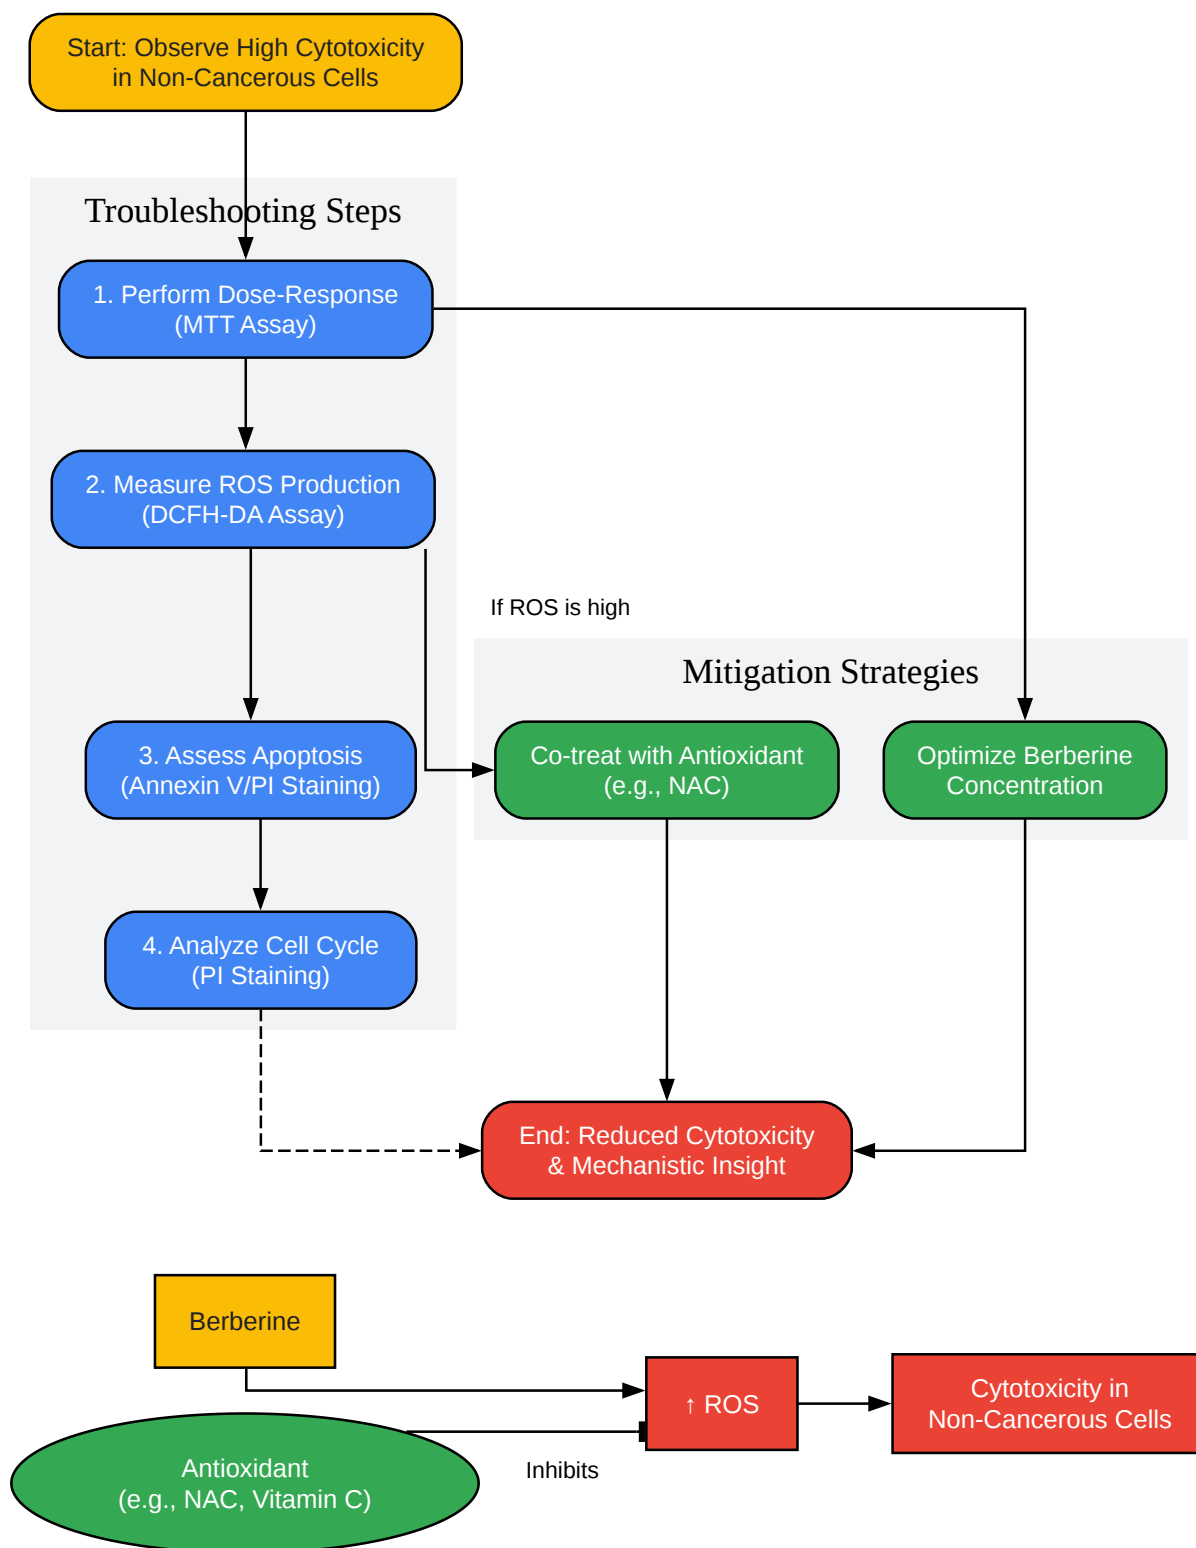 Start: Observe High Cytotoxicity
in Non-Cancerous Cells
Troubleshooting Steps
1. Perform Dose-Response
(MTT Assay)
2. Measure ROS Production
(DCFH-DA Assay)
If ROS is high
Mitigation Strategies
3. Assess Apoptosis
(Annexin V/PI Staining)
Co-treat with Antioxidant
(e.g., NAC)
Optimize Berberine
Concentration
4. Analyze Cell Cycle
(PI Staining)
End: Reduced Cytotoxicity
& Mechanistic Insight
Berberine
↑ ROS
Cytotoxicity in
Non-Cancerous Cells
Antioxidant
(e.g., NAC, Vitamin C)
Inhibits